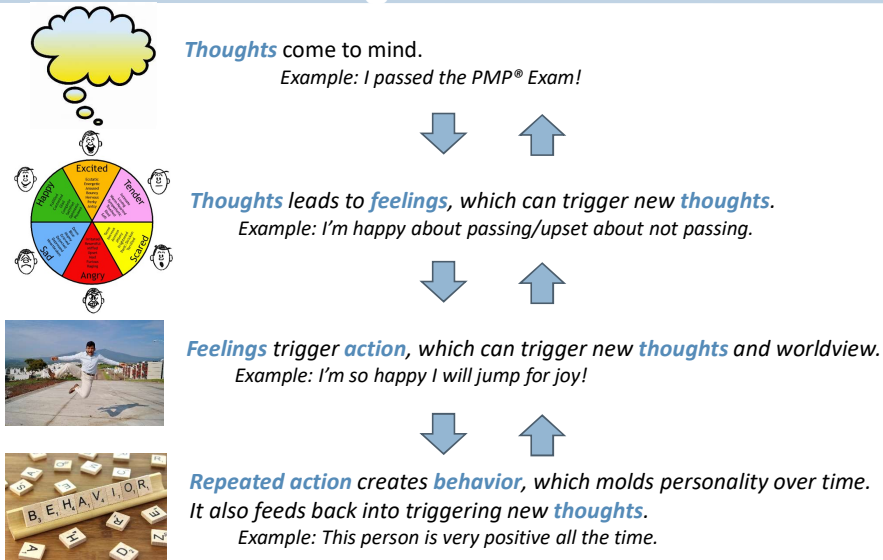 Thoughts come to mind.
Example: I passed the PMP® Exam!
Excited
Happy
Tender
Thoughts leads to feelings, which can trigger new thoughts.
Example: I'm happy about passing/upset about not passing.
Sad
Scared
Angry
Feelings trigger action, which can trigger new thoughts and worldview.
Example: I'm so happy I will jump for joy!
Repeated action creates behavior, which molds personality over time.
BEHAVIOR
It also feeds back into triggering new thoughts.
Example: This person is very positive all the time.